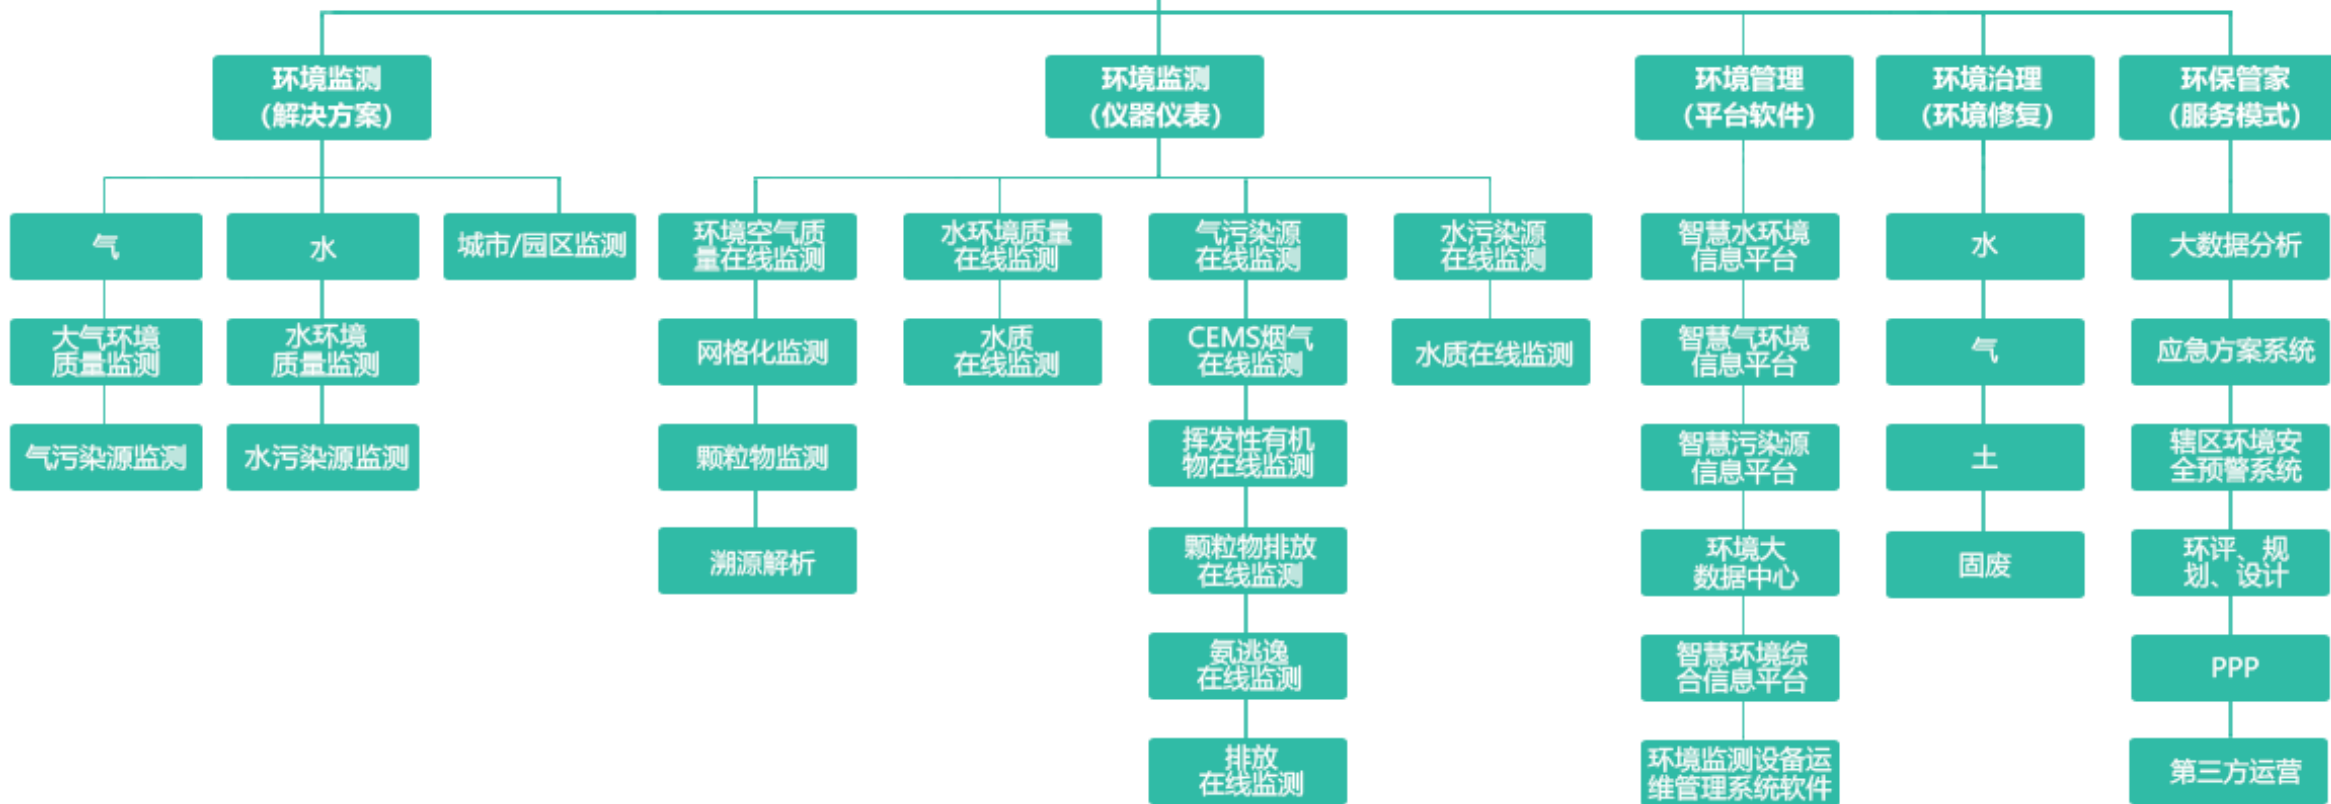 环境监测
（解决方案）
环境监测
（仪器仪表）
环境管理
（平台软件）
环境治理
（环境修复）
环保管家
（服务模式）
气
水
城市/园区监测
环境空气质
量在线监测
水环境质量
在线监测
气污染源
在线监测
水污染源
在线监测
智慧水环境
信息平台
水
大数据分析
大气环境
质量监测
水环境
质量监测
网格化监测
水质
在线监测
CEMS烟气
在线监测
水质在线监测
智慧气环境
信息平台
气
应急方案系统
气污染源监测
水污染源监测
颗粒物监测
挥发性有机
物在线监测
智慧污染源
信息平台
土
辖区环境安
全预警系统
溯源解析
颗粒物排放
在线监测
环境大
数据中心
固废
环评、规
划、设计
氨逃逸
在线监测
智慧环境综
合信息平台
PPP
排放
在线监测
环境监测设备运
维管理系统软件
第三方运营